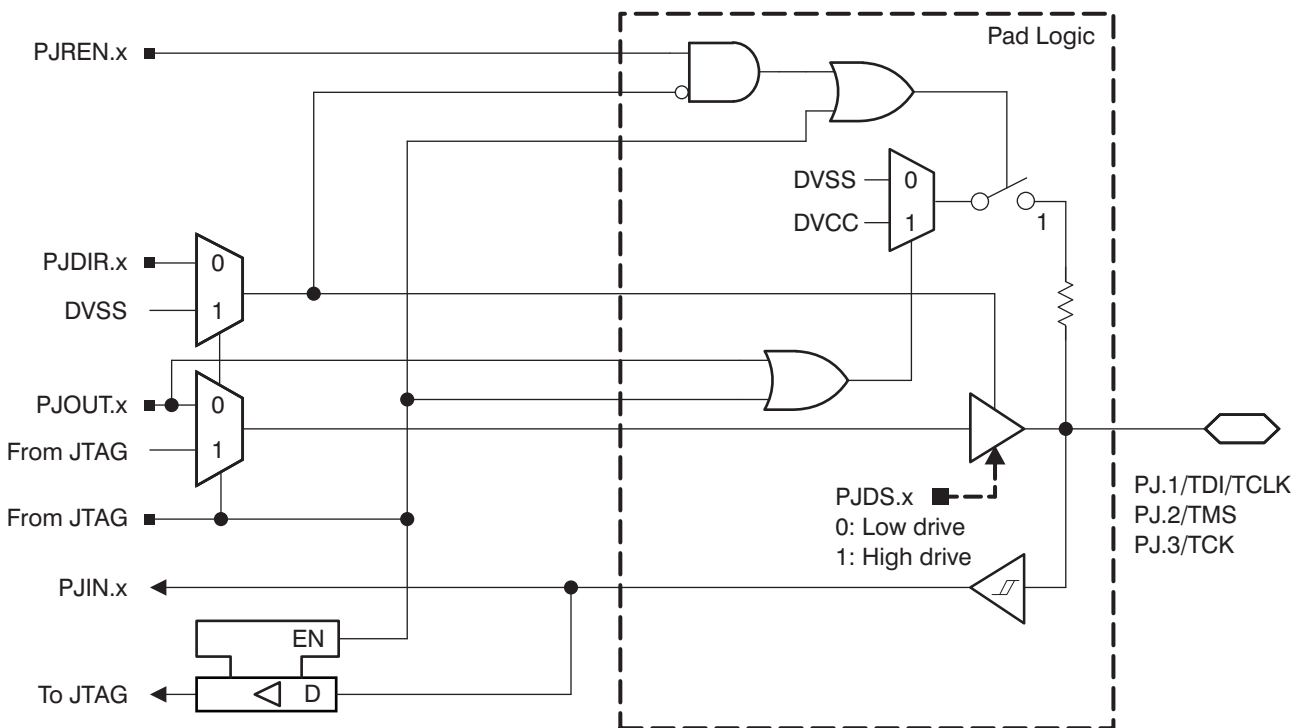 Pad Logic
PJREN.x
DVSS
0
DVCC
1
1
PJDIR.x
0
DVSS
1
PJOUT.x
0
From JTAG
1
From JTAG
PJDS.x
0: Low drive
1: High drive
PJ.1/TDI/TCLK
PJ.2/TMS
PJ.3/TCK
PJIN.x
EN
To JTAG
D